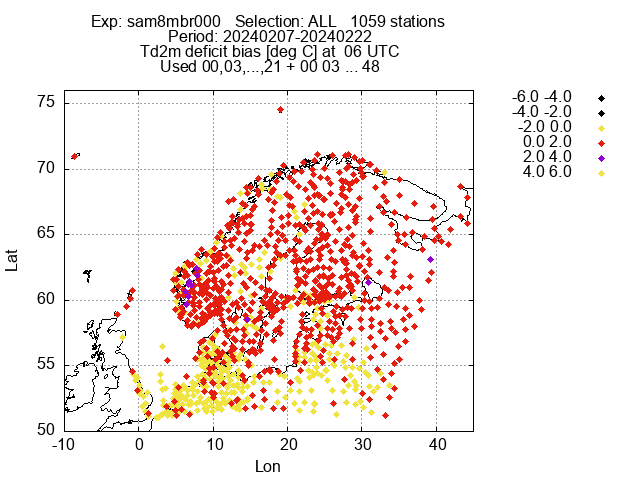 Exp: sam8mbr000   Selection: ALL   1059 stations
Period: 20240207-20240222
Td2m deficit bias [deg C] at  06 UTC
Used 00,03,...,21 + 00 03 ... 48
-6.0 -4.0
-4.0 -2.0
-2.0 0.0
0.0 2.0
2.0 4.0
4.0 6.0
75
70
65
60
55
50
Lat
-10 0 10 20 30 40
Lon